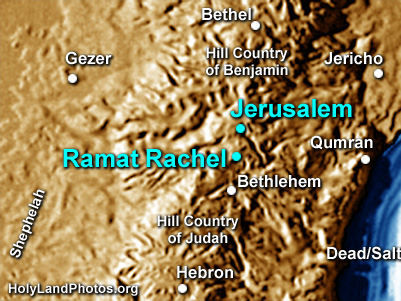 Bethel
Gezer
Hill Country
of Benjamin
Jericho
Jerusalem
Qumran
Ramat Rachel
Bethlehem
Shephelah
Hill Country
of Judah
Dead/Salt
Hebron
HolyLandPhotos.org